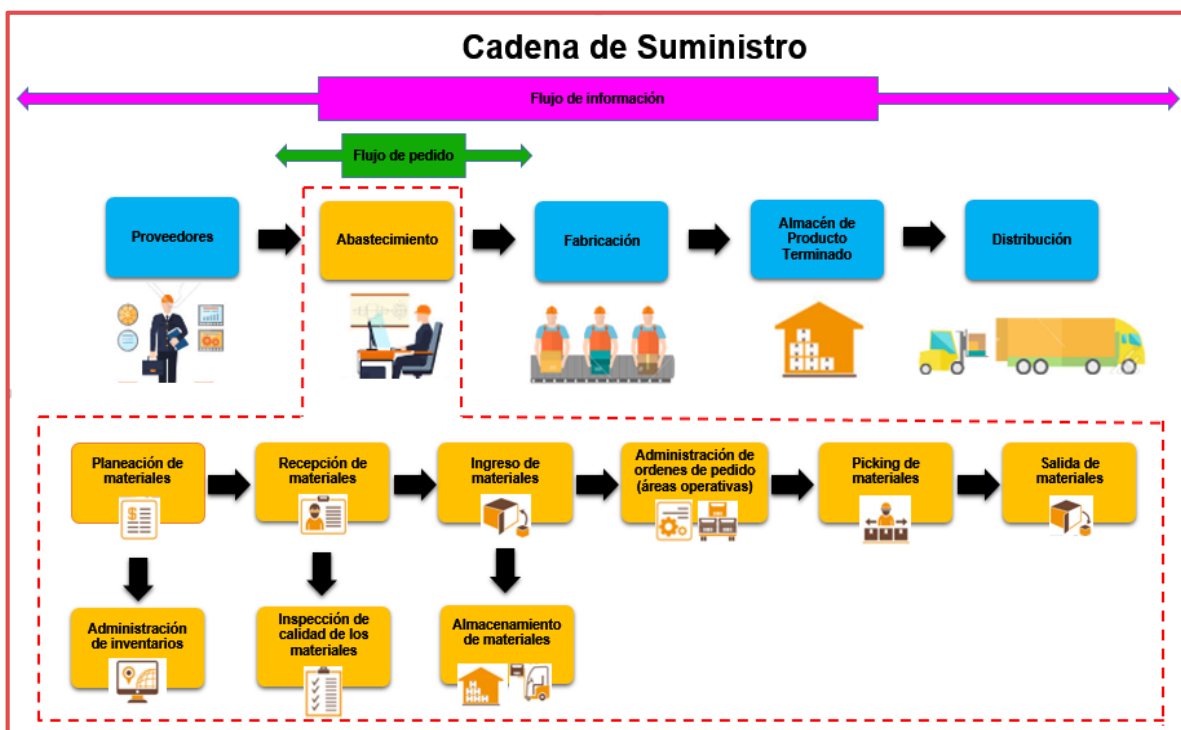 Cadena de Suministro
Flujo de información
Flujo de pedido
Proveedores
Abastecimiento
Fabricación
Almacén de
Producto
Terminado
Distribución
Planeación de
materiales
Recepción de
materiales
Ingreso de
materiales
Administración de
ordenes de pedido
(áreas operativas)
Picking de
materiales
Salida de
materiales
Administración
de inventarios
Inspección de
calidad de los
materiales
Almacenamiento
de materiales